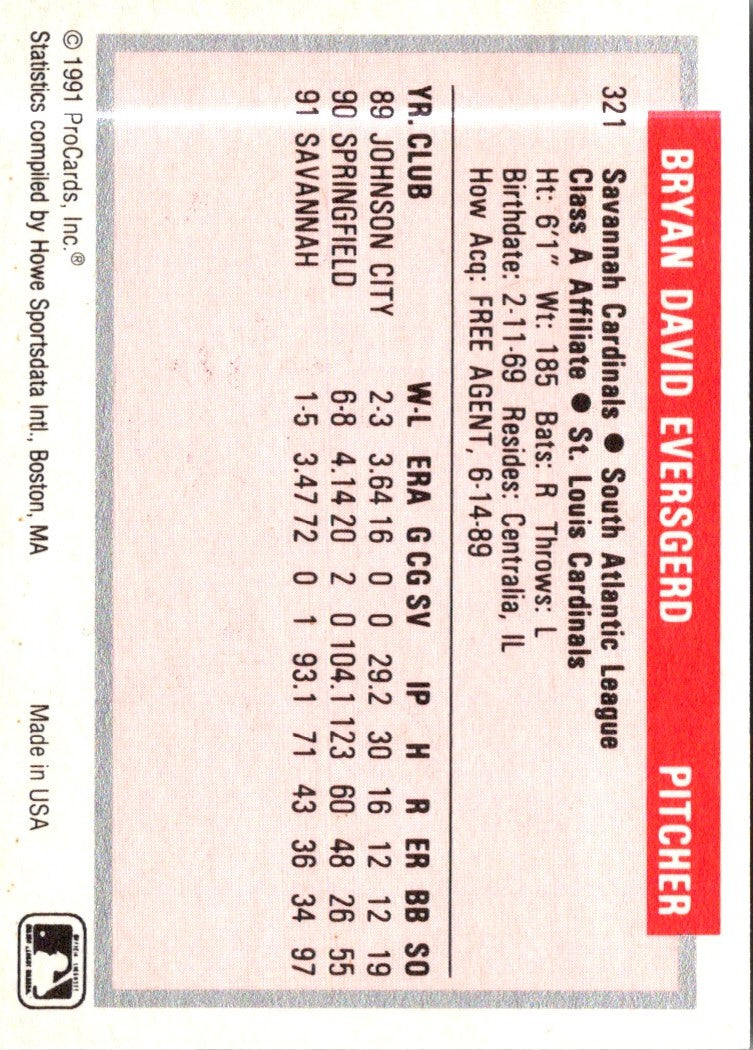 BRYAN DAVID EVERSGERD PITCHER
321 Savannah Cardinals ● South Atlantic League
Class A Affiliate ● St. Louis Cardinals
Ht: 6'1" Wt: 185 Bats: R Throws: L
Birthdate: 2-11-69 Resides: Centralia, IL
How Acq: FREE AGENT, 6-14-89
YR. CLUB W-L ERA G CG SV IP H R ER BB SO
89 JOHNSON CITY 2-3 3.64 16 0 0 29.2 30 16 12 12 19
90 SPRINGFIELD 6-8 4.14 20 2 0 104.1 123 60 48 26 55
91 SAVANNAH 1-5 3.47 72 0 1 93.1 71 43 36 34 97
© 1991 ProCards, Inc.® Made in USA
Statistics compiled by Howe Sportsdata Intl., Boston, MA